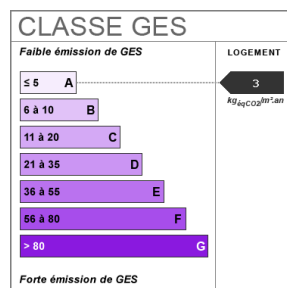 CLASSE GES
Faible émission de GES
LOGEMENT
≤ 5 A
3
kgéqCO2/m².an
6 à 10 B
11 à 20 C
21 à 35 D
36 à 55 E
56 à 80 F
> 80 G
Forte émission de GES